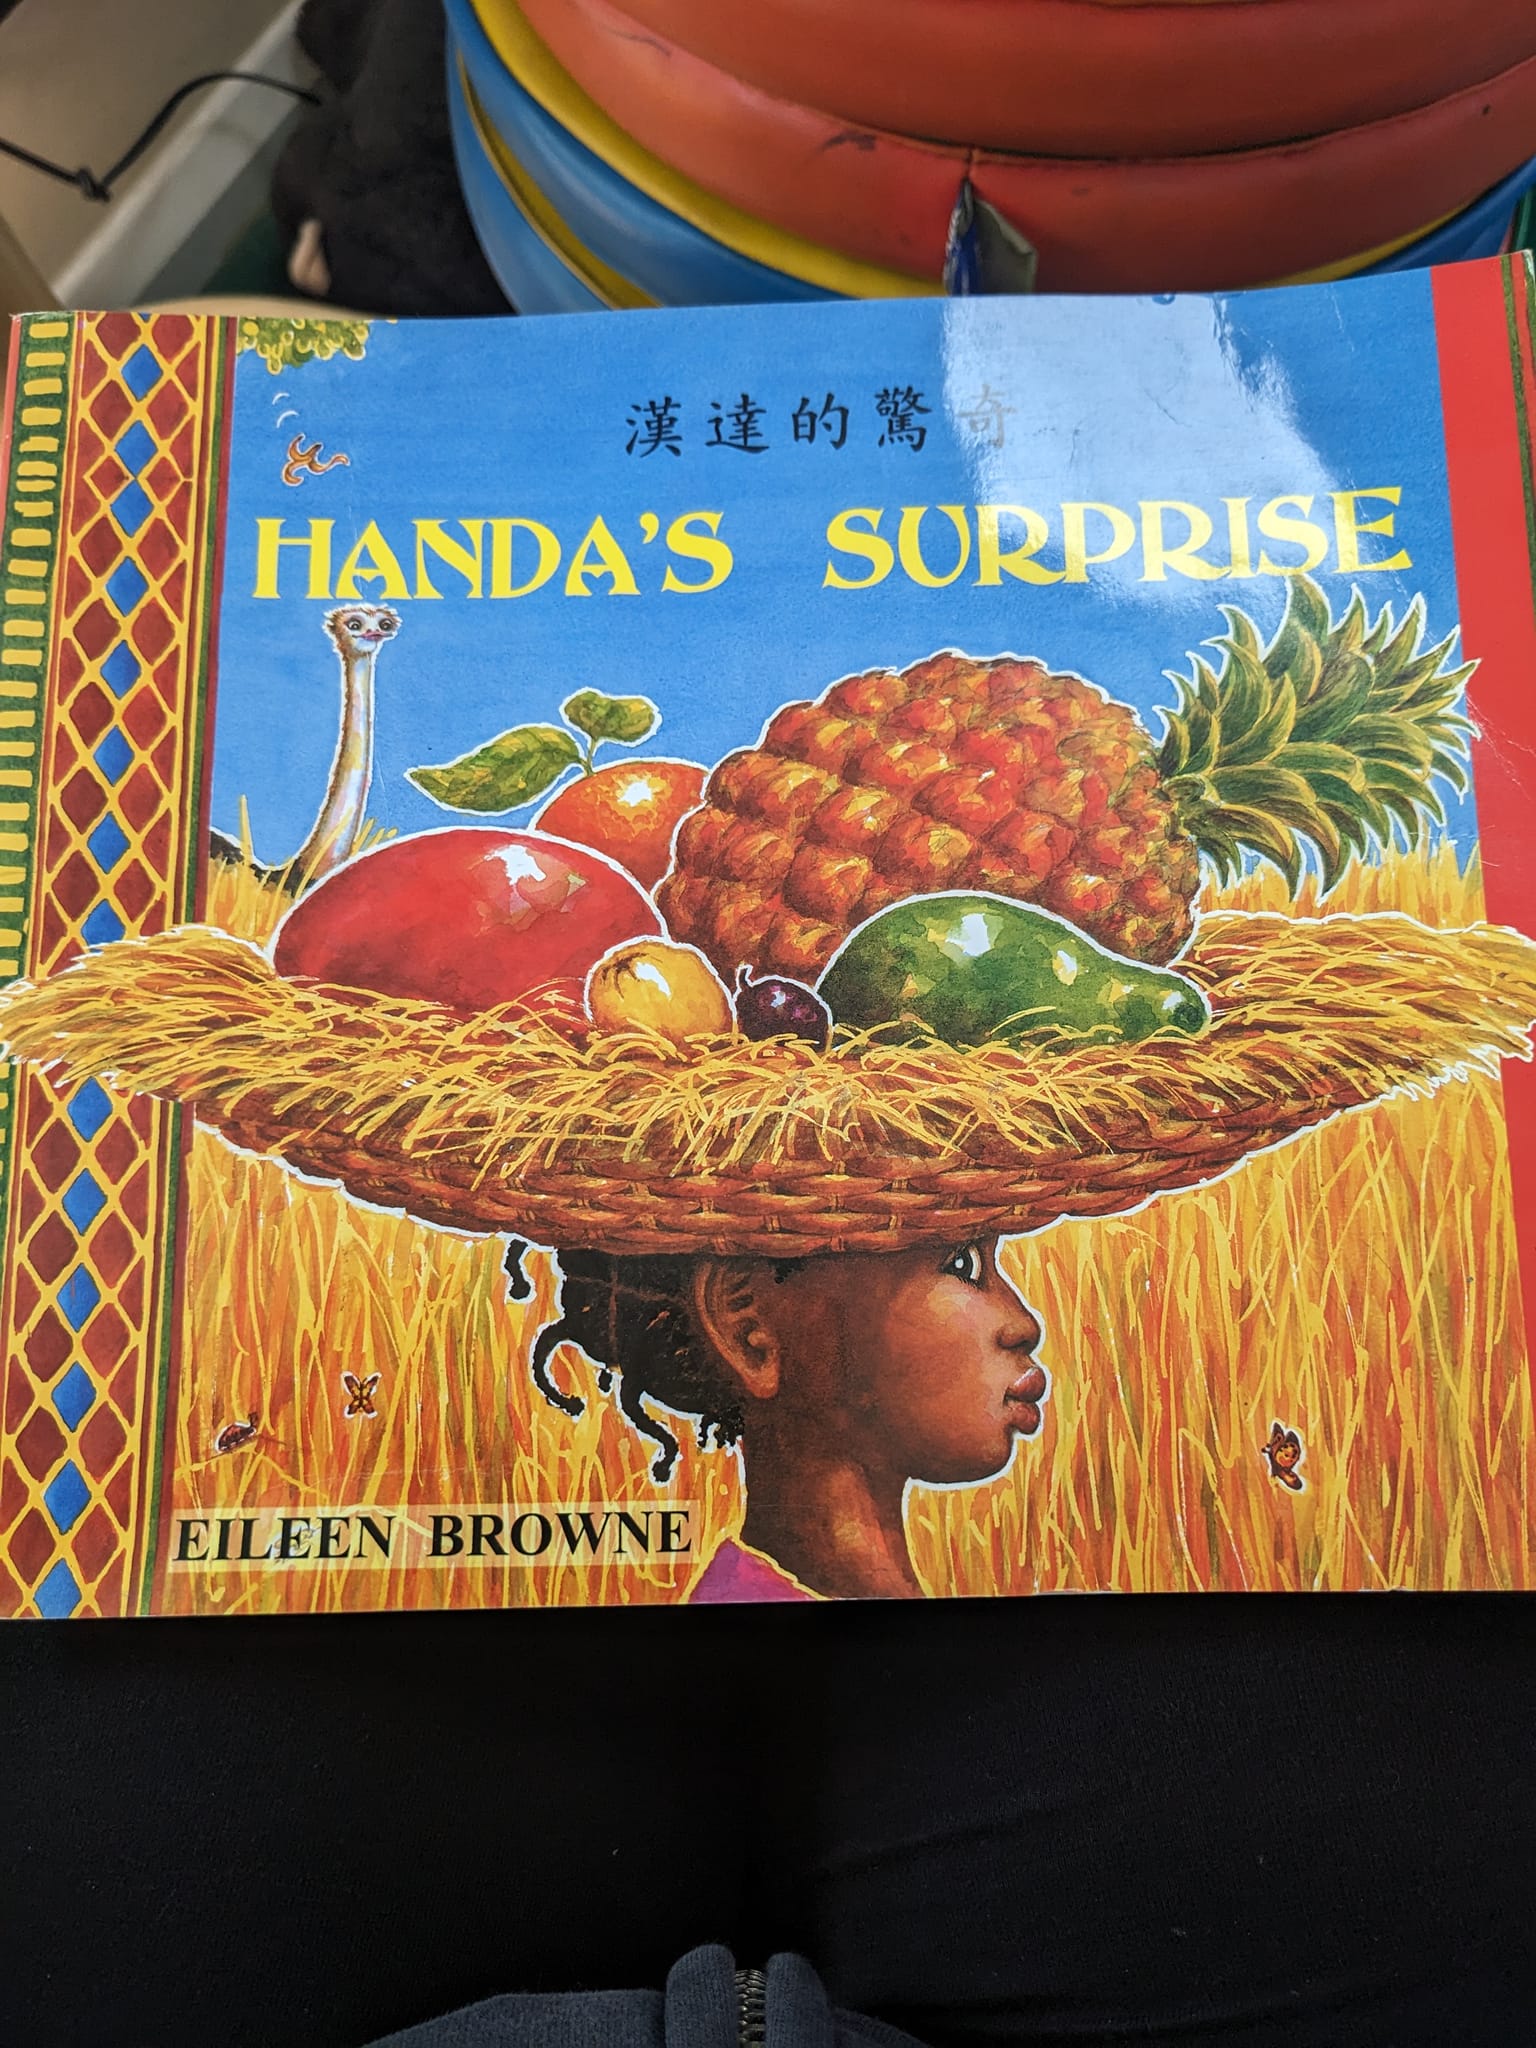 漢達的驚奇
HANDA'S SURPRISE
EILEEN BROWNE